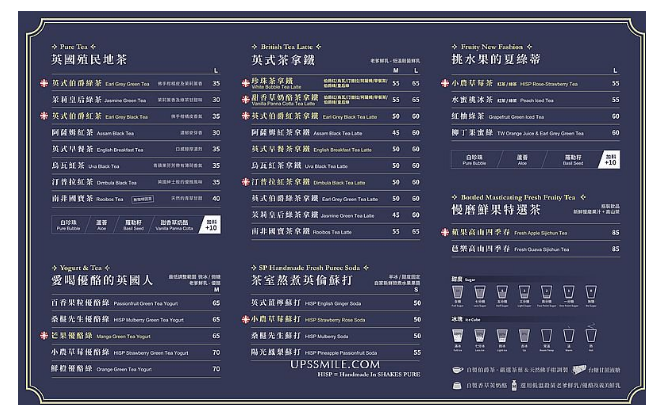 ✧ Pure Tea ✧
英國殖民地茶
L
英式伯爵綠茶 Earl Grey Green Tea 35
茉莉皇后綠茶 Jasmine Green Tea 30
英式伯爵紅茶 Earl Grey Black Tea 35
阿薩姆紅茶 Assam Black Tea 30
英式早餐茶 English Breakfast Tea 35
烏瓦紅茶 Uva Black Tea 35
汀普拉紅茶 Dimbula Black Tea 35
南非國寶茶 Rooibos Tea 40
白珍珠 Pure Bubble
蘆薈 Aloe
羅勒籽 Basil Seed
甜香草奶酪 Vanilla Panna Cotta
加料 +10
✧ Yogurt & Tea ✧
愛喝優酪的英國人
L
百香果粒優酪綠 Passionfruit Green Tea Yogurt 65
桑椹先生優酪綠 HISP Mulberry Green Tea Yogurt 65
芒果優酪綠 Mango Green Tea Yogurt 65
小農草莓優酪綠 HISP Strawberry Green Tea Yogurt 70
鮮橙優酪綠 Orange Green Tea Yogurt 70
✧ British Tea Latte ✧
英式茶拿鐵
M L
珍珠茶拿鐵 White Bubble Tea Latte 55 65
甜香草奶酪茶拿鐵 Vanilla Panna Cotta Tea Latte 55 65
英式伯爵紅茶拿鐵 Earl Grey Black Tea Latte 50 60
阿薩姆紅茶拿鐵 Assam Black Tea Latte 45 60
英式早餐茶拿鐵 English Breakfast Tea Latte 50 60
烏瓦紅茶拿鐵 Uva Black Tea Latte 50 60
汀普拉紅茶拿鐵 Dimbula Black Tea Latte 50 60
英式伯爵綠茶拿鐵 Earl Grey Green Tea Latte 50 60
茉莉皇后綠茶拿鐵 Jasmine Green Tea Latte 45 60
南非國寶茶拿鐵 Rooibos Tea Latte 55 65
✧ SP Handmade Fresh Puree Soda ✧
茶室熬煮英倫蘇打
S
英式薑檸蘇打 HISP English Ginger Soda 50
小農草莓蘇打 HISP Strawberry Rose Soda 50
桑椹先生蘇打 HISP Mulberry Soda 50
陽光鳳梨蘇打 HISP Pineapple Passionfruit Soda 55
UPSSMILE.COM
HISP = Handmade In SHAKES PURE
✧ Fruity New Fashion ✧
挑水果的夏綠蒂
L
小農草莓茶 紅茶/綠茶 HISP Rose-Strawberry Tea 55
水蜜桃冰茶 紅茶/綠茶 Peach Iced Tea 55
紅柚綠茶 Grapefruit Green Iced Tea 60
柳丁果蜜綠 TW Orange Juice & Earl Grey Green Tea 60
白珍珠 Pure Bubble
蘆薈 Aloe
羅勒籽 Basil Seed
加料 +10
✧ Bottled Masticating Fresh Fruity Tea ✧
慢磨鮮果特選茶
蘋果高山四季春 Fresh Apple Sijichun Tea 85
芭樂高山四季春 Fresh Guava Sijichun Tea 85
甜度 Sugar
冰塊 Ice Cube